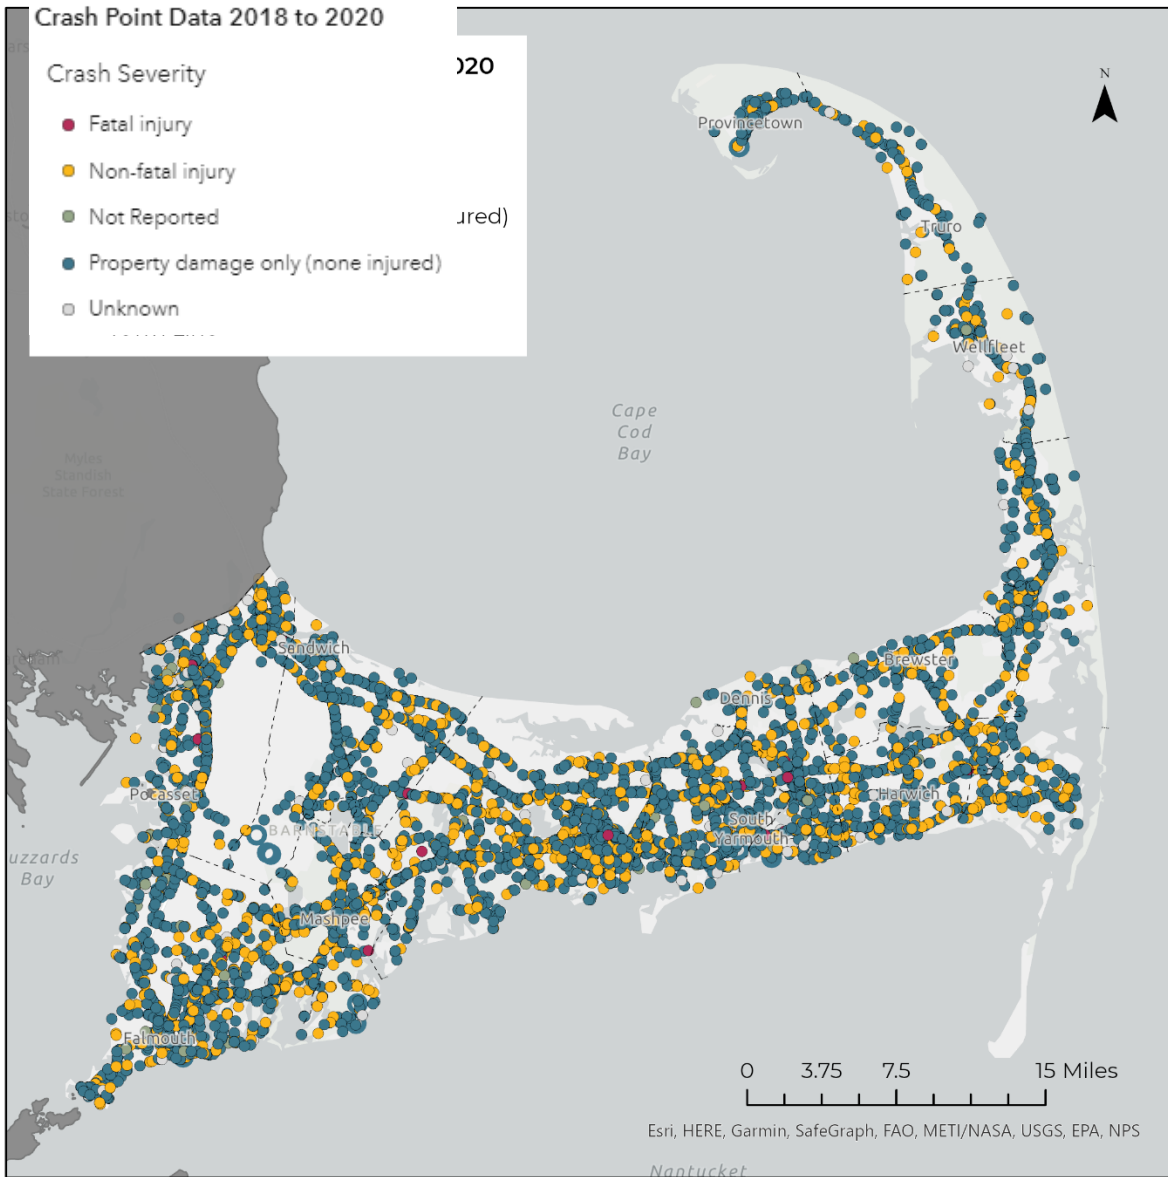 Crash Point Data 2018 to 2020
Crash Severity
020
Fatal injury
Non-fatal injury
Not Reported
ured)
Property damage only (none injured)
Unknown
N
Provincetown
Truro
Wellfleet
Cape
Cod
Bay
Myles
Standish
State Forest
Sandwich
Brewster
Dennis
Pocasset
Harwich
BARNSTABLE
South
Yarmouth
uzzards
Bay
Mashpee
Falmouth
0 3.75 7.5 15 Miles
Esri, HERE, Garmin, SafeGraph, FAO, METI/NASA, USGS, EPA, NPS
Nantucket